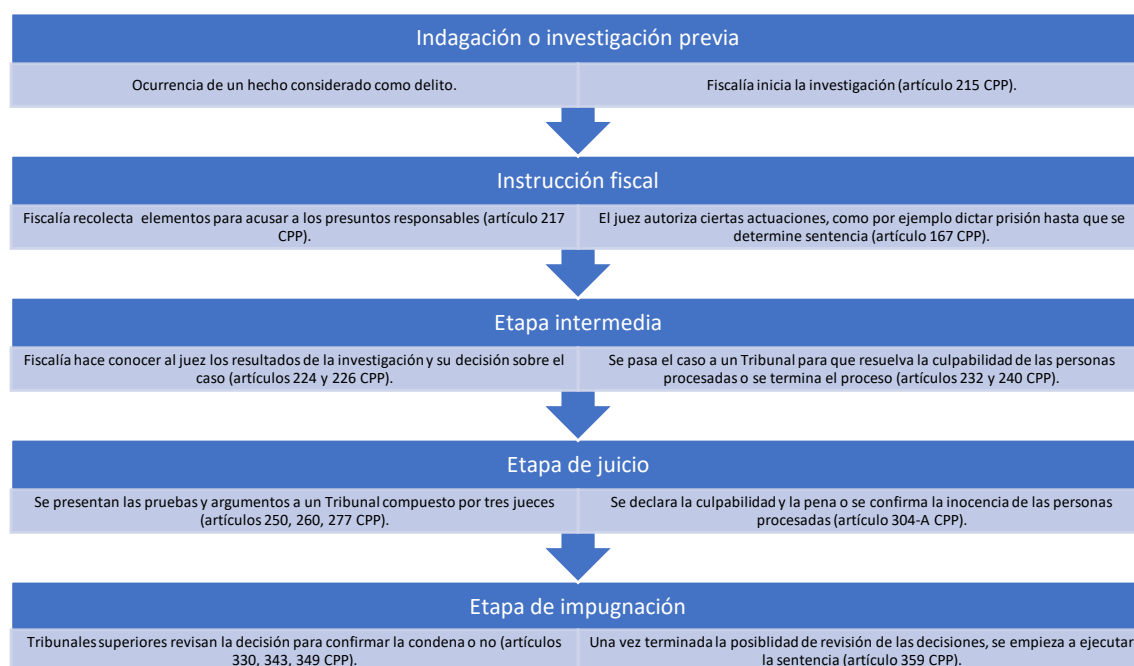 Indagación o investigación previa
Ocurrencia de un hecho considerado como delito.
Fiscalía inicia la investigación (artículo 215 CPP).
Instrucción fiscal
Fiscalía recolecta elementos para acusar a los presuntos responsables (artículo 217
CPP).
El juez autoriza ciertas actuaciones, como por ejemplo dictar prisión hasta que se
determine sentencia (artículo 167 CPP).
Etapa intermedia
Fiscalía hace conocer al juez los resultados de la investigación y su decisión sobre el
caso (artículos 224 y 226 CPP).
Se pasa el caso a un Tribunal para que resuelva la culpabilidad de las personas
procesadas o se termina el proceso (artículos 232 y 240 CPP).
Etapa de juicio
Se presentan las pruebas y argumentos a un Tribunal compuesto por tres jueces
(artículos 250, 260, 277 CPP).
Se declara la culpabilidad y la pena o se confirma la inocencia de las personas
procesadas (artículo 304-A CPP).
Etapa de impugnación
Tribunales superiores revisan la decisión para confirmar la condena o no (artículos
330, 343, 349 CPP).
Una vez terminada la posiblidad de revisión de las decisiones, se empieza a ejecutar
la sentencia (artículo 359 CPP).